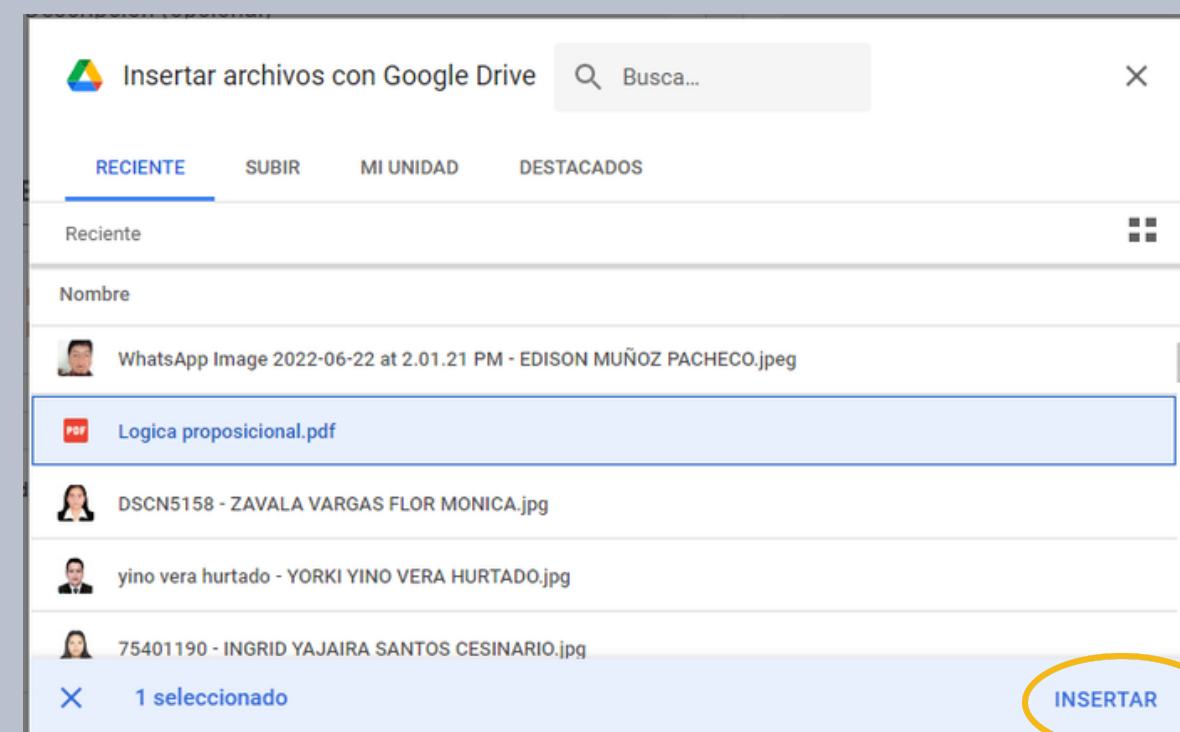 Insertar archivos con Google Drive
Busca...
RECIENTE SUBIR MI UNIDAD DESTACADOS
Reciente
Nombre
WhatsApp Image 2022-06-22 at 2.01.21 PM - EDISON MUÑOZ PACHECO.jpeg
PDF Logica proposicional.pdf
DSCN5158 - ZAVALA VARGAS FLOR MONICA.jpg
yino vera hurtado - YORKI YINO VERA HURTADO.jpg
75401190 - INGRID YAJAIRA SANTOS CESINARIO.jpg
1 seleccionado INSERTAR